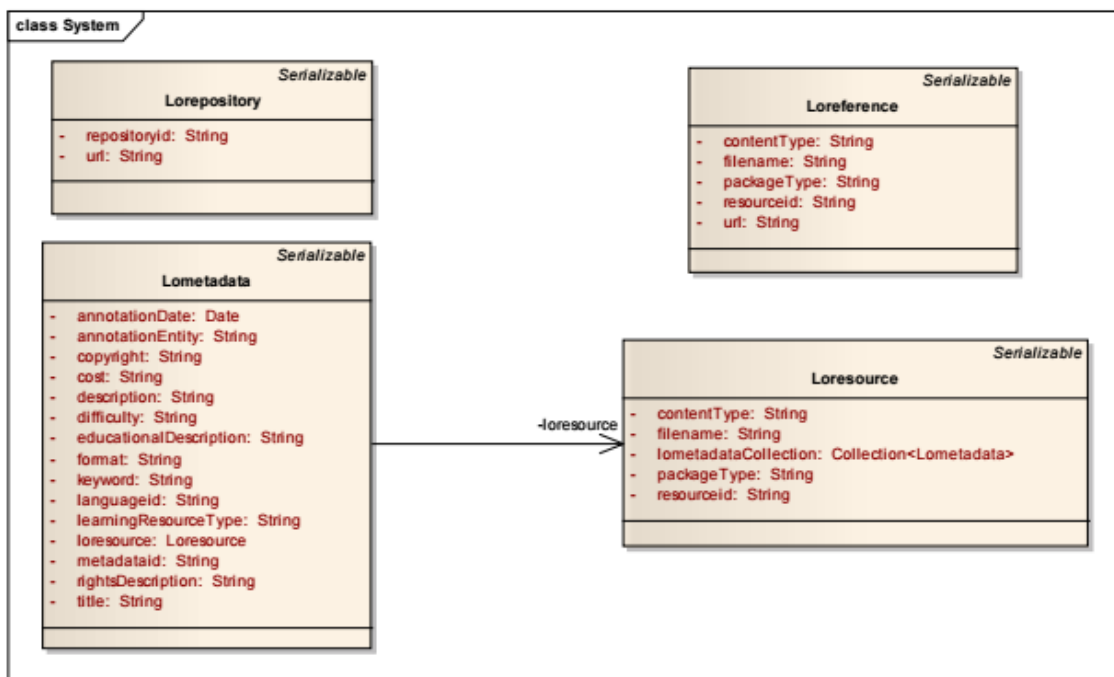 class System
Serializable
Lorepository
- repositoryid: String
- url: String
Serializable
Loreference
- contentType: String
- filename: String
- packageType: String
- resourceid: String
- url: String
Serializable
Lometadata
- annotationDate: Date
- annotationEntity: String
- copyright: String
- cost: String
- description: String
- difficulty: String
- educationalDescription: String
- format: String
- keyword: String
- languageid: String
- learningResourceType: String
- loresource: Loresource
- metadataid: String
- rightsDescription: String
- title: String
-loresource
Serializable
Loresource
- contentType: String
- filename: String
- lometadataCollection: Collection<Lometadata>
- packageType: String
- resourceid: String